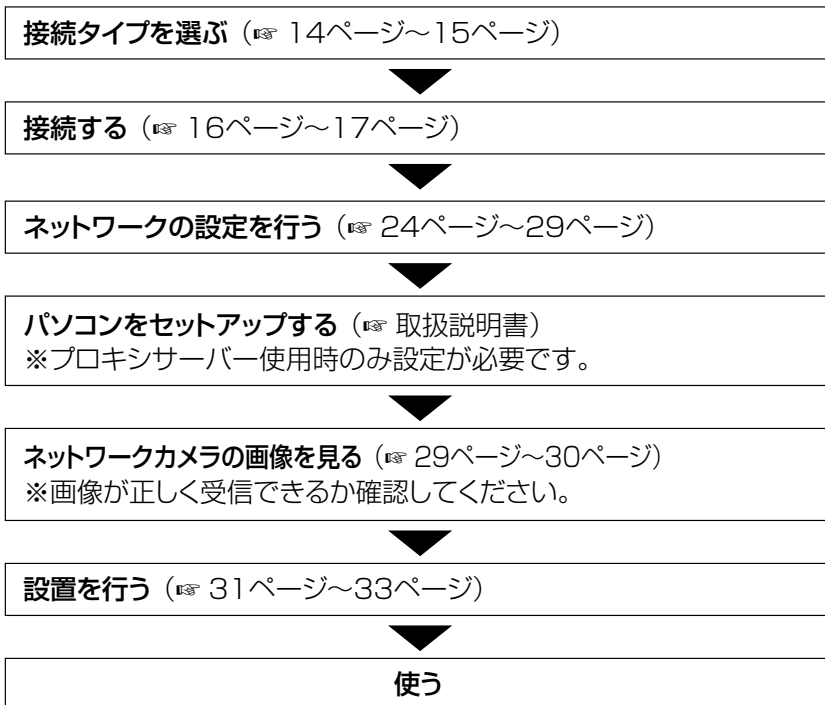 接続タイプを選ぶ（☞ 14ページ～15ページ）
接続する（☞ 16ページ～17ページ）
ネットワークの設定を行う（☞ 24ページ～29ページ）
パソコンをセットアップする（☞ 取扱説明書）
※プロキシサーバー使用時のみ設定が必要です。
ネットワークカメラの画像を見る（☞ 29ページ～30ページ）
※画像が正しく受信できるか確認してください。
設置を行う（☞ 31ページ～33ページ）
使う